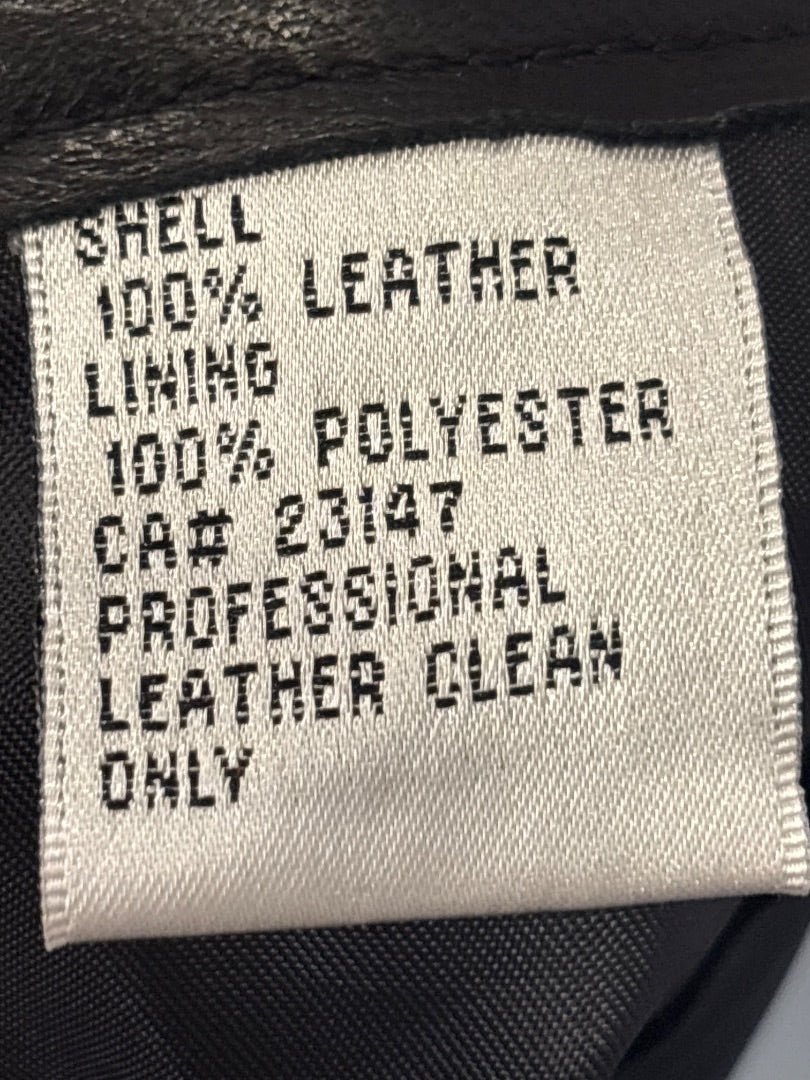 SHELL
100% LEATHER
LINING
100% POLYESTER
CA# 23147
PROFESSIONAL
LEATHER CLEAN
ONLY